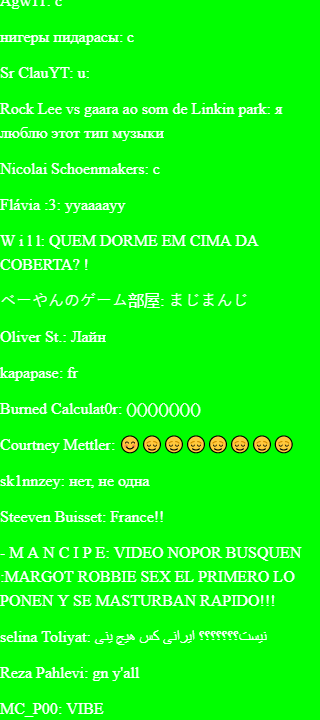 Agw11: c
нигеры пидарасы: c
Sr ClauYT: u:
Rock Lee vs gaara ao som de Linkin park: я
люблю этот тип музыки
Nicolai Schoenmakers: c
Flávia :3: yyaaaayy
W i l l: QUEM DORME EM CIMA DA
COBERTA? !
べーやんのゲーム部屋: まじまんじ
Oliver St.: Лайн
kapapase: fr
Burned Calculat0r: ()()()()()()()
Courtney Mettler: 😊😌😌😌😌😌😌😌
sk1nnzey: нет, не одна
Steeven Buisset: France!!
- M A N C I P E: VIDEO NOPOR BUSQUEN
:MARGOT ROBBIE SEX EL PRIMERO LO
PONEN Y SE MASTURBAN RAPIDO!!!
selina Toliyat: نیست؟؟؟؟؟؟ ایرانی کس هیچ ینی
Reza Pahlevi: gn y'all
MC_P00: VIBE